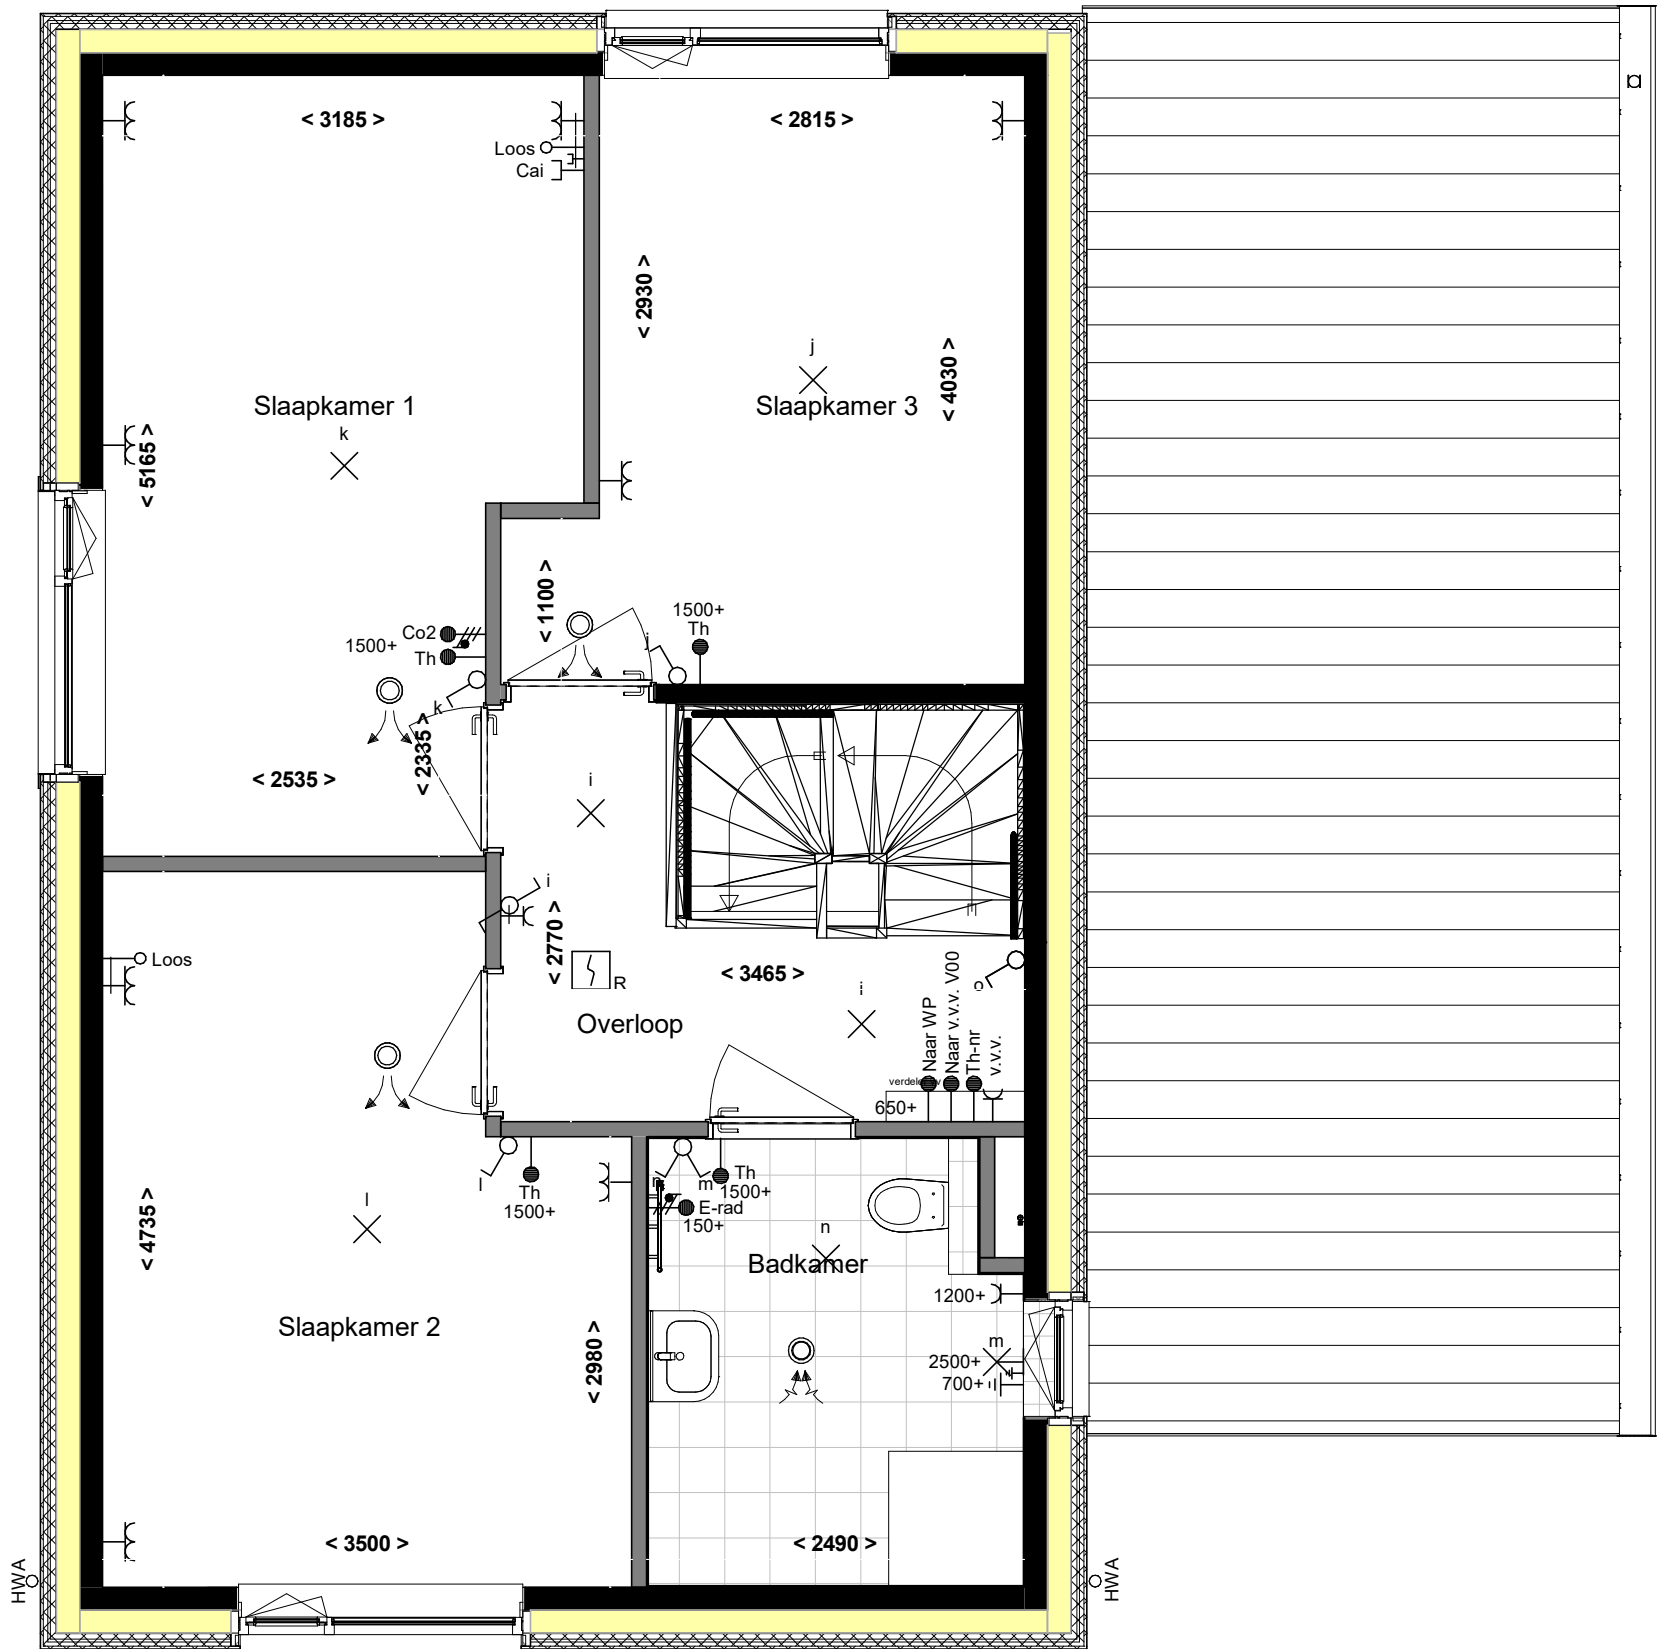 < 3185 >
< 2815 >
Loos
Cai
< 2930 >
j
< 4030 >
Slaapkamer 1
Slaapkamer 3
k
< 5165 >
< 1100 >
1500+
Th
j
Co2
1500+
Th
k
< 2335 >
< 2535 >
i
i
< 2770 >
Loos
R
< 3465 >
i
o
Overloop
Naar WP
Naar v.v.v. V00
Th-nr
v.v.v.
650+
l
Th
1500+
m
Th
1500+
E-rad
150+
l
< 4735 >
n
Badkamer
1200+
Slaapkamer 2
< 2980 >
m
2500+
700+
< 3500 >
< 2490 >
HWA
HWA